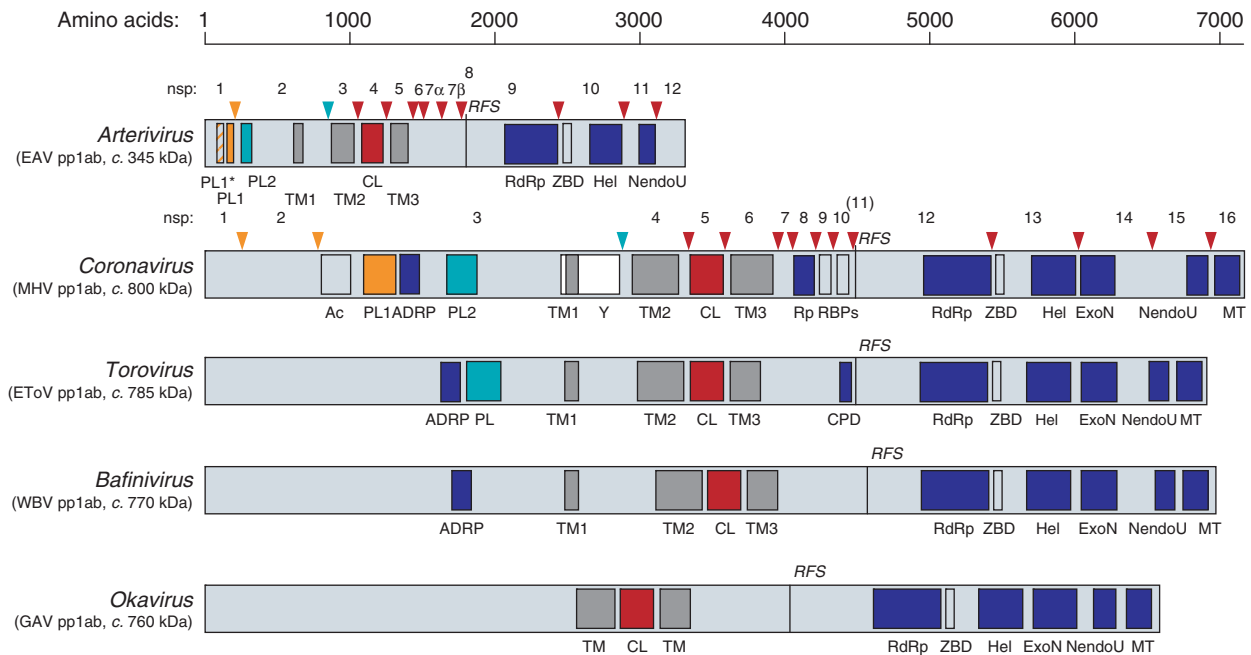 Amino acids: 1 1000 2000 3000 4000 5000 6000 7000
nsp: 1 2 3 4 5 6 7α 7β 8 9 10 11 12
RFS
Arterivirus
(EAV pp1ab, c. 345 kDa)
PL1* PL1 PL2 TM1 TM2 CL TM3 RdRp ZBD Hel NendoU
nsp: 1 2 3 4 5 6 7 8 9 10 (11) 12 13 14 15 16
RFS
Coronavirus
(MHV pp1ab, c. 800 kDa)
Ac PL1 ADRP PL2 TM1 Y TM2 CL TM3 Rp RBPs RdRp ZBD Hel ExoN NendoU MT
RFS
Torovirus
(EToV pp1ab, c. 785 kDa)
ADRP PL TM1 TM2 CL TM3 CPD RdRp ZBD Hel ExoN NendoU MT
RFS
Bafinivirus
(WBV pp1ab, c. 770 kDa)
ADRP TM1 TM2 CL TM3 RdRp ZBD Hel ExoN NendoU MT
RFS
Okavirus
(GAV pp1ab, c. 760 kDa)
TM CL TM RdRp ZBD Hel ExoN NendoU MT